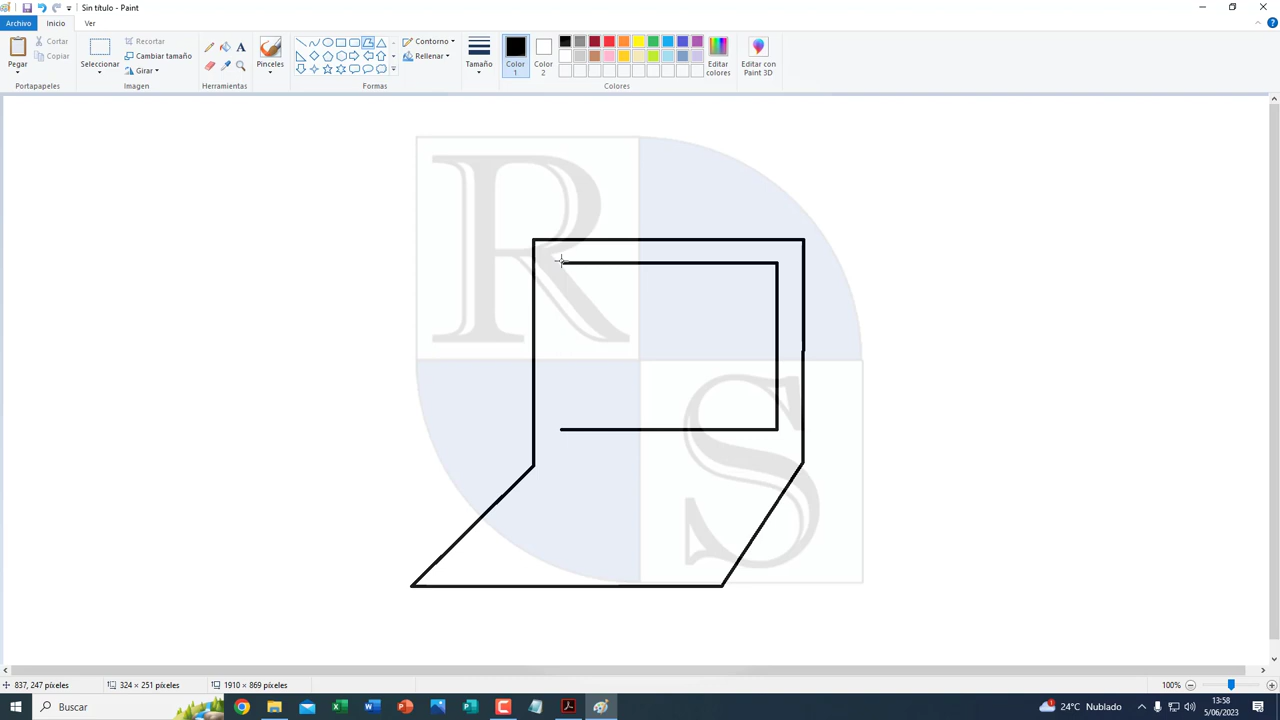 Sin título - Paint
Archivo Inicio Ver
Pegar
Cortar
Copiar
Portapapeles
Seleccionar
Recortar
Cambiar tamaño
Girar
Imagen
A
Herramientas
Pinceles
Contorno
Rellenar
Formas
Tamaño
Color
1
Color
2
Editar
colores
Colores
Editar con
Paint 3D
R
S
837, 247 píxeles
324 × 251 píxeles
1910 × 869 píxeles
100%
Buscar
24°C Nublado
13:58
5/06/2023